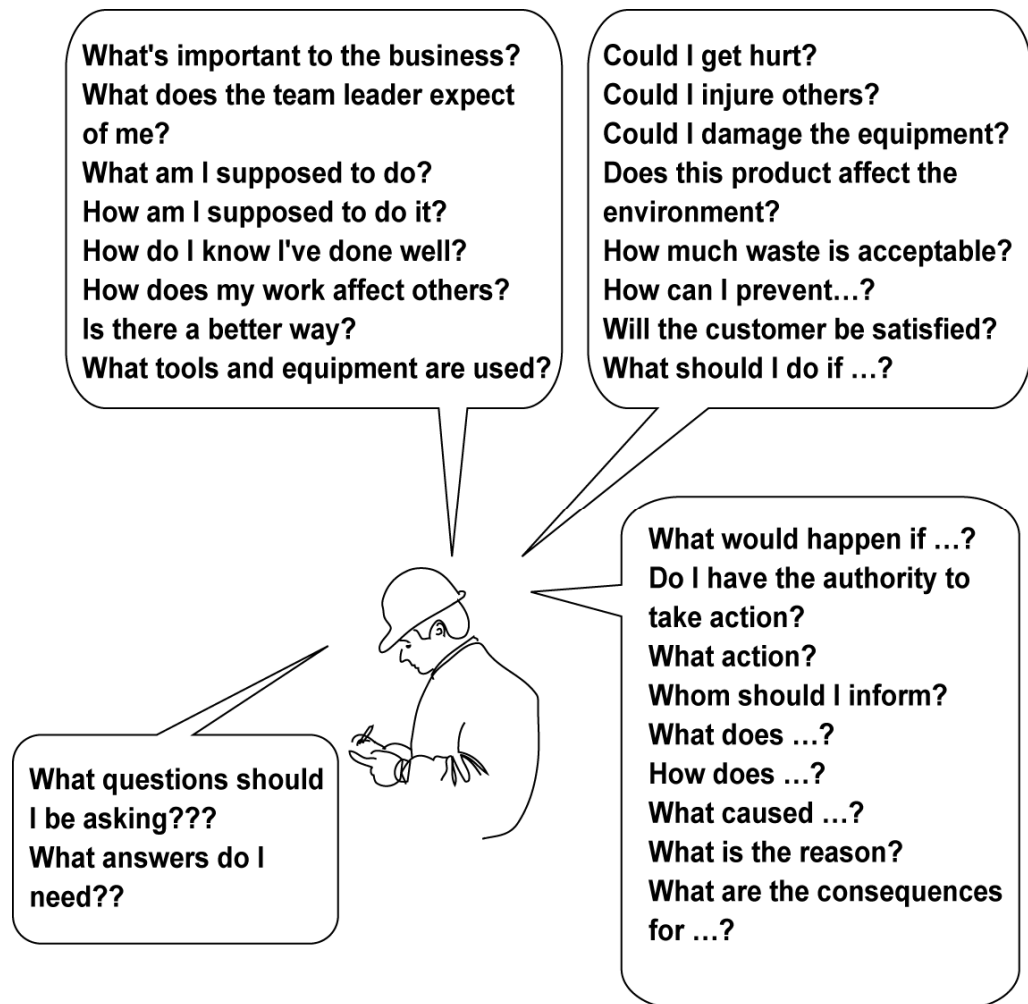 What's important to the business?
What does the team leader expect
of me?
What am I supposed to do?
How am I supposed to do it?
How do I know I've done well?
How does my work affect others?
Is there a better way?
What tools and equipment are used?
Could I get hurt?
Could I injure others?
Could I damage the equipment?
Does this product affect the
environment?
How much waste is acceptable?
How can I prevent…?
Will the customer be satisfied?
What should I do if …?
What would happen if …?
Do I have the authority to
take action?
What action?
Whom should I inform?
What does …?
How does …?
What caused …?
What is the reason?
What are the consequences
for …?
What questions should
I be asking???
What answers do I
need??